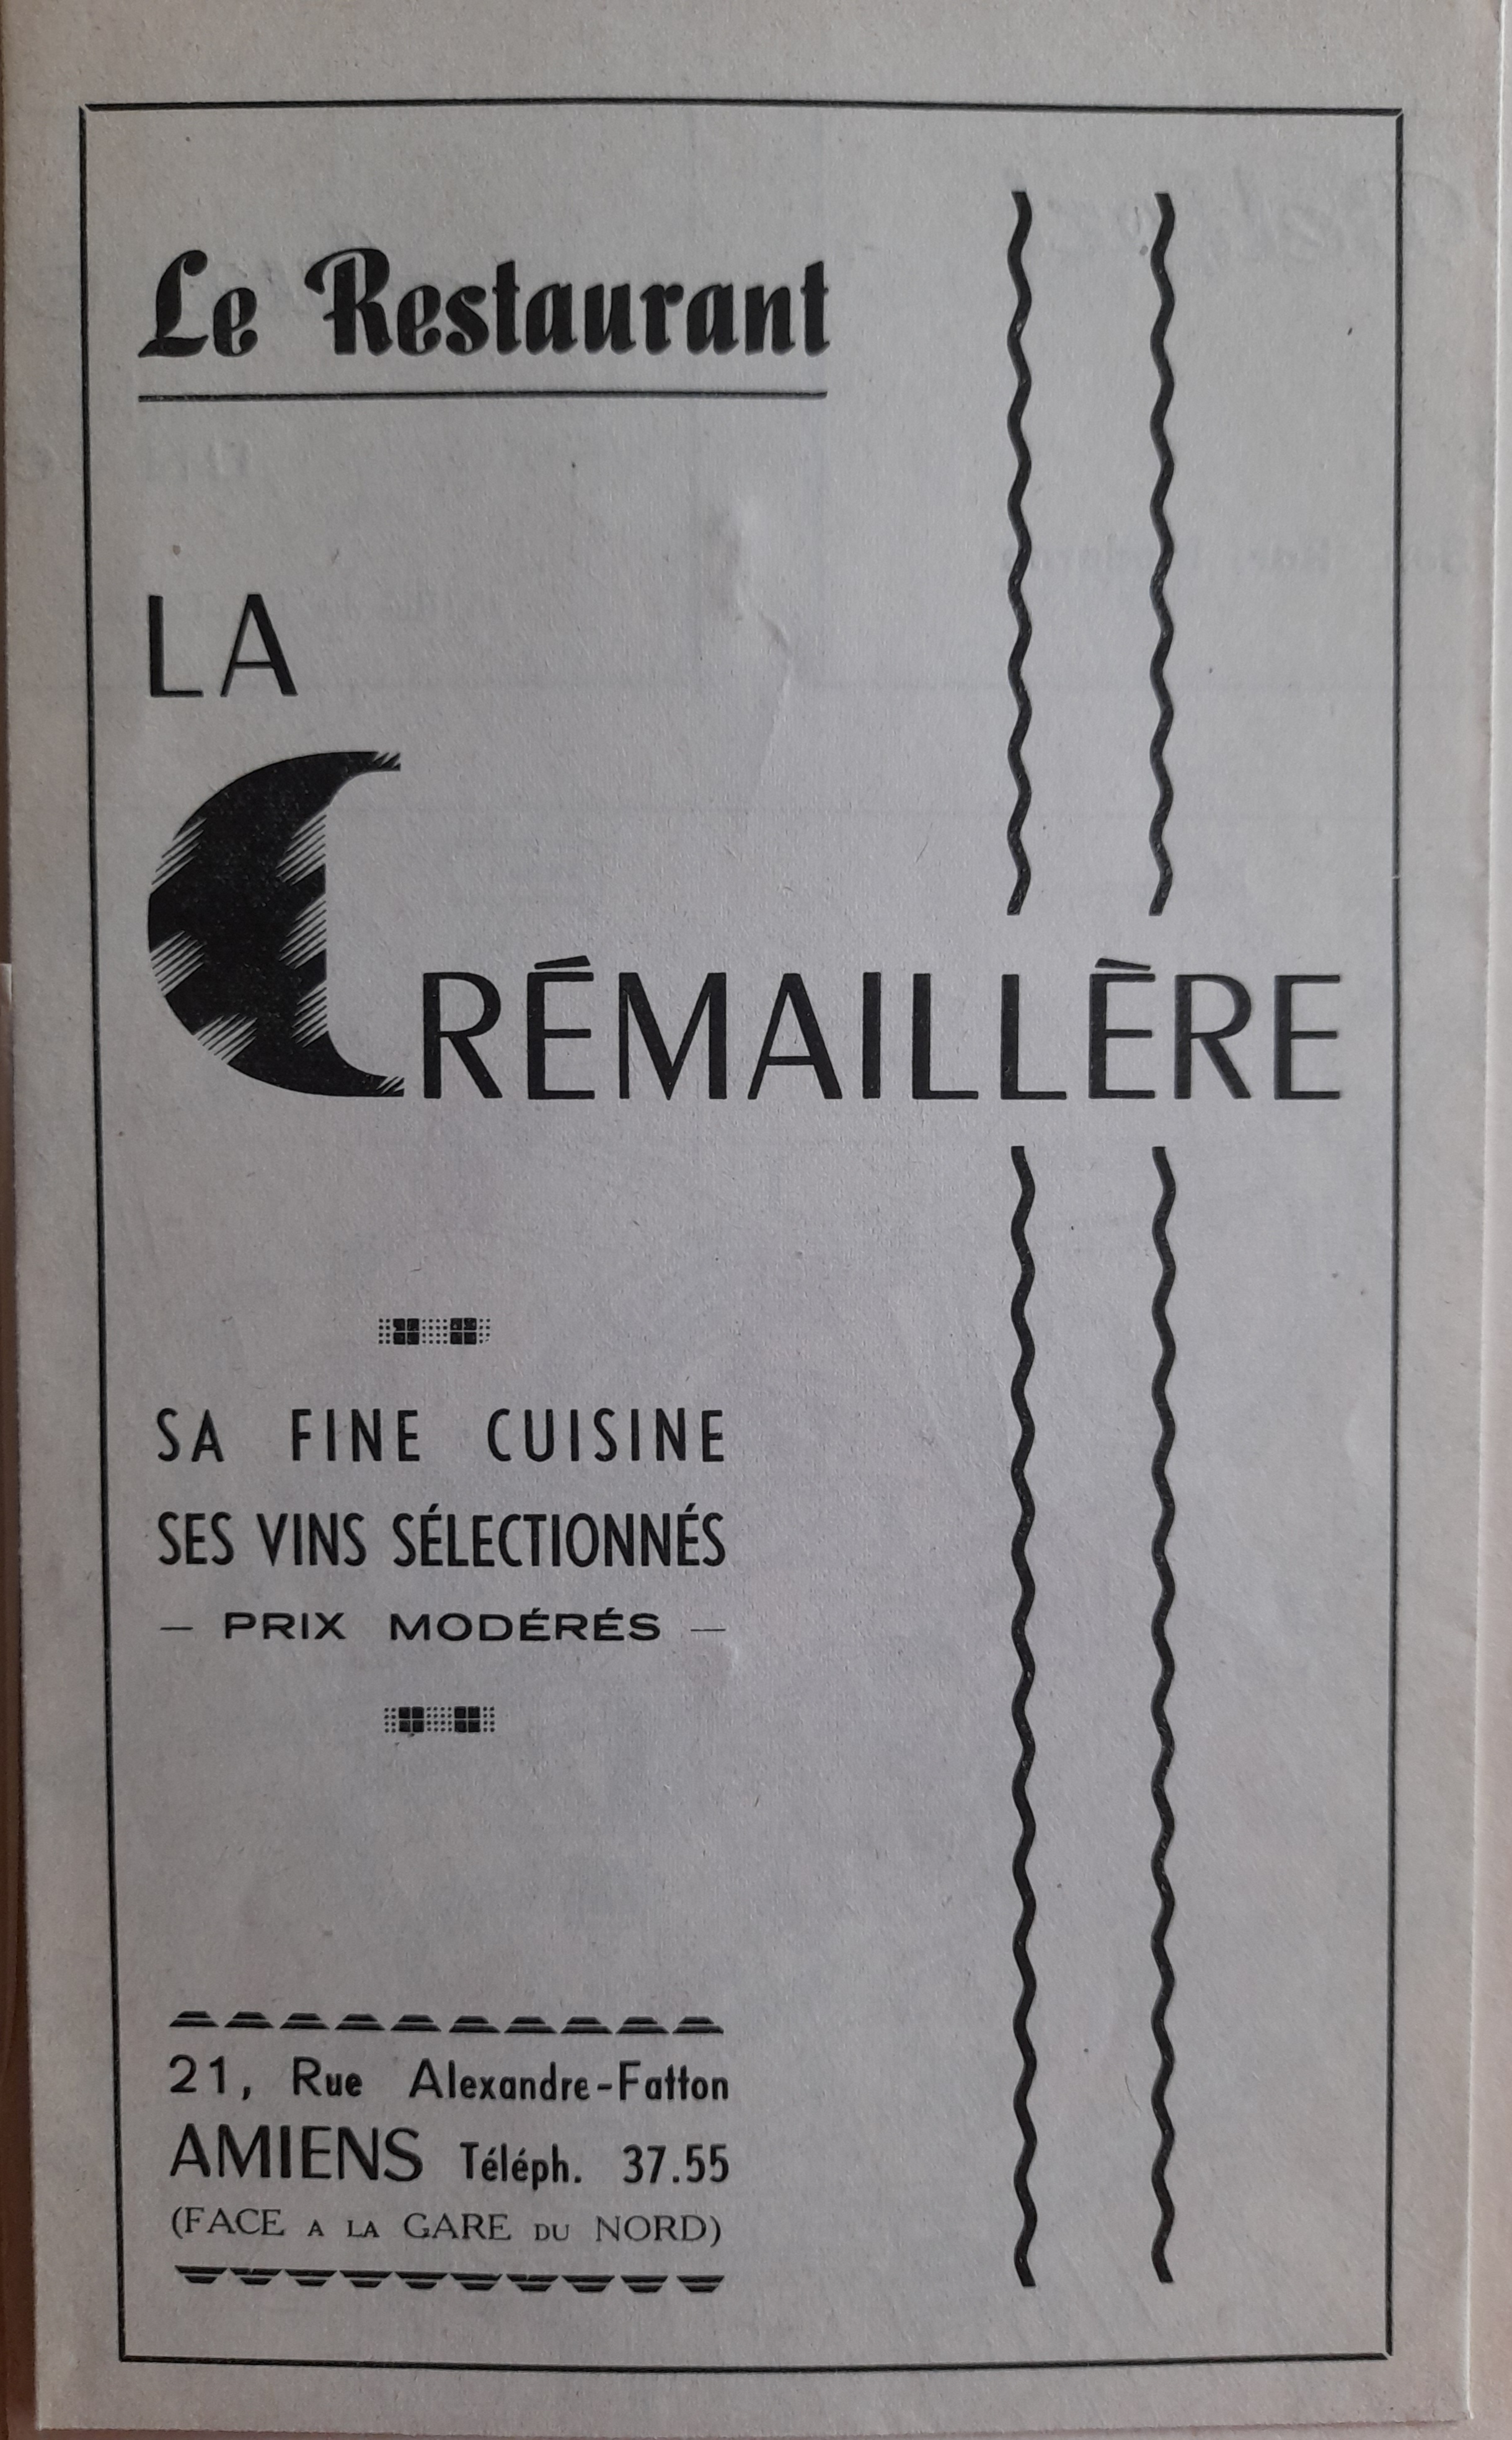 Le Restaurant
LA
CRÉMAILLÈRE
SA FINE CUISINE
SES VINS SÉLECTIONNÉS
— PRIX MODÉRÉS —
21, Rue Alexandre-Fatton
AMIENS Téléph. 37.55
(FACE A LA GARE DU NORD)